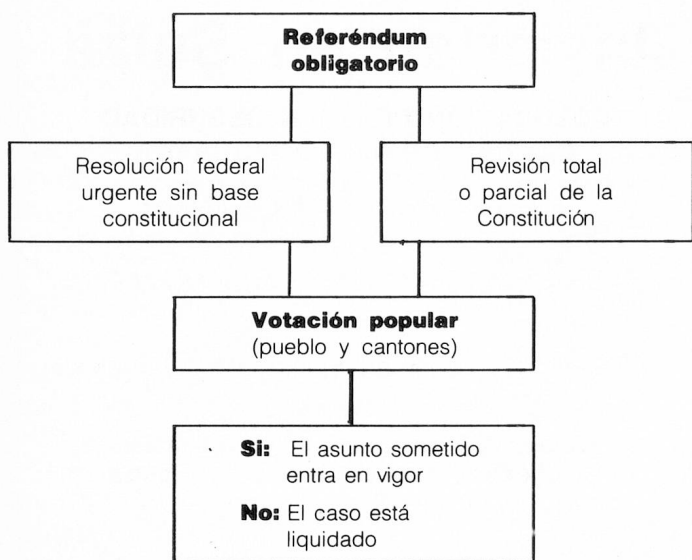 Referéndum
obligatorio
Resolución federal
urgente sin base
constitucional
Revisión total
o parcial de la
Constitución
Votación popular
(pueblo y cantones)
Si: El asunto sometido
entra en vigor
No: El caso está
liquidado